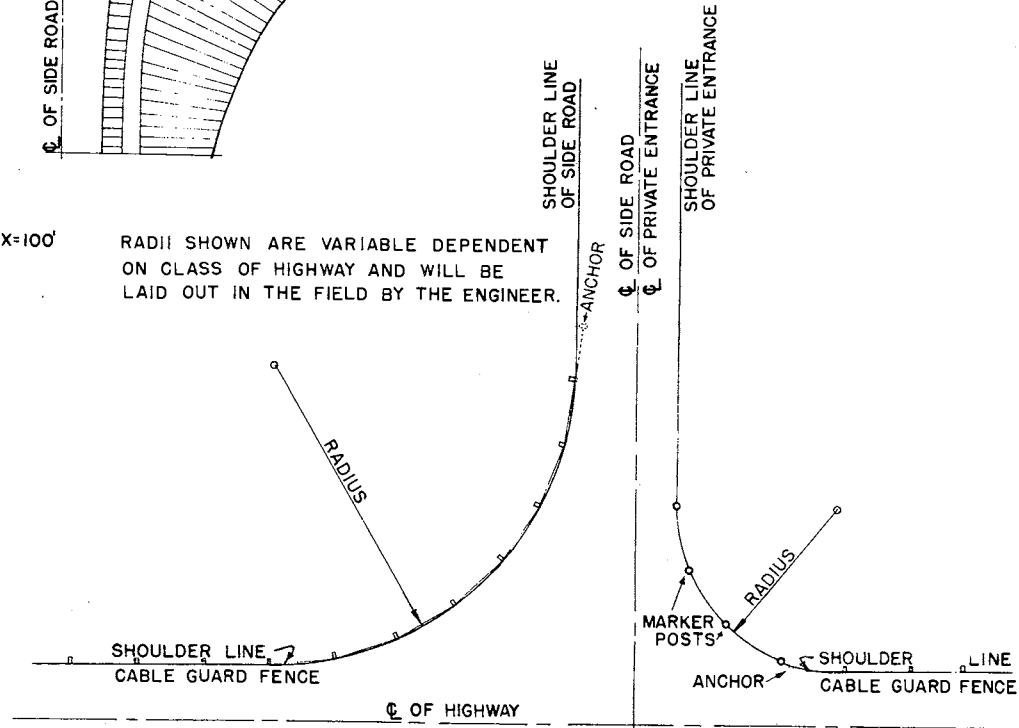 ℄ OF SIDE ROAD
SHOULDER LINE
OF SIDE ROAD
℄ OF SIDE ROAD
℄ OF PRIVATE ENTRANCE
SHOULDER LINE
OF PRIVATE ENTRANCE
X=100'
RADII SHOWN ARE VARIABLE DEPENDENT
ON CLASS OF HIGHWAY AND WILL BE
LAID OUT IN THE FIELD BY THE ENGINEER.
ANCHOR
RADIUS
RADIUS
MARKER
POSTS
SHOULDER LINE
CABLE GUARD FENCE
ANCHOR
SHOULDER LINE
CABLE GUARD FENCE
℄ OF HIGHWAY